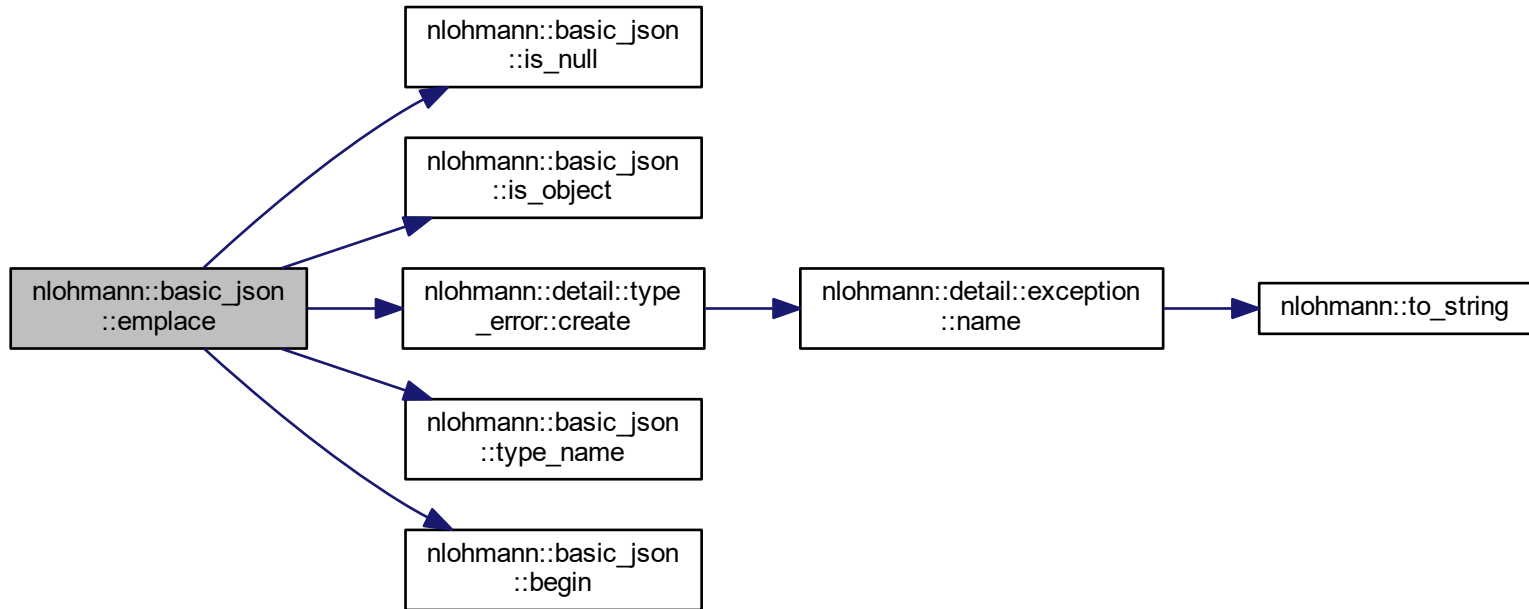 nlohmann::basic_json
::is_null
nlohmann::basic_json
::is_object
nlohmann::basic_json
::emplace
nlohmann::detail::type
_error::create
nlohmann::detail::exception
::name
nlohmann::to_string
nlohmann::basic_json
::type_name
nlohmann::basic_json
::begin